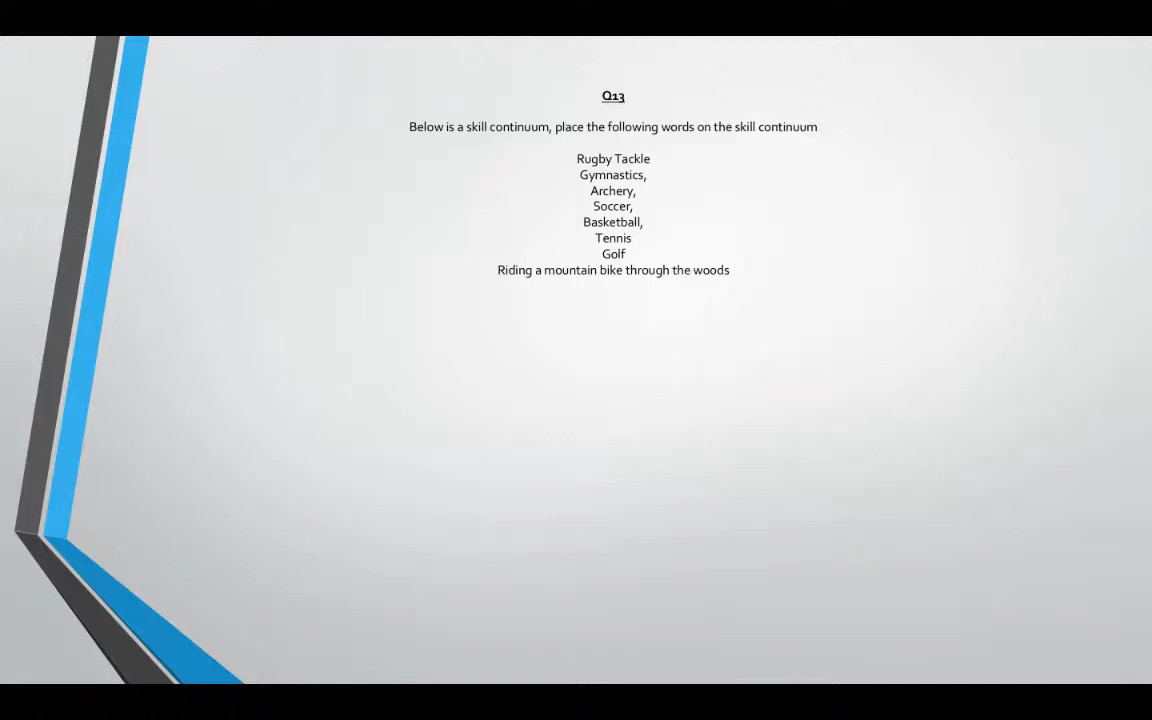 Q13
Below is a skill continuum, place the following words on the skill continuum
Rugby Tackle
Gymnastics,
Archery,
Soccer,
Basketball,
Tennis
Golf
Riding a mountain bike through the woods